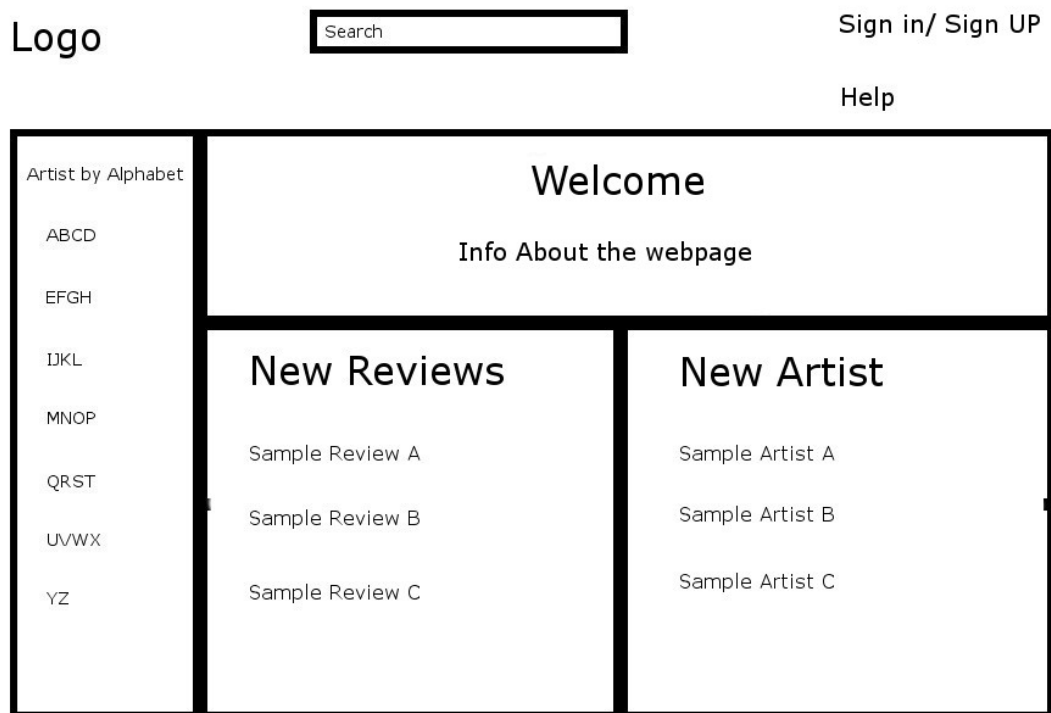 Logo
Search
Sign in/ Sign UP
Help
Artist by Alphabet
ABCD
EFGH
IJKL
MNOP
QRST
UVWX
YZ
Welcome
Info About the webpage
New Reviews
Sample Review A
Sample Review B
Sample Review C
New Artist
Sample Artist A
Sample Artist B
Sample Artist C